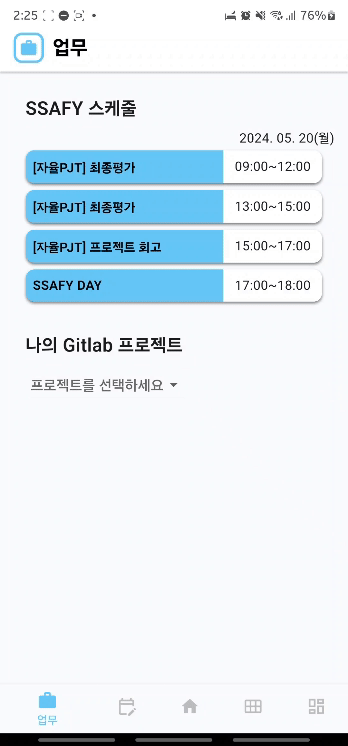 2:25
76%
업무
SSAFY 스케줄
2024. 05. 20(월)
[자율PJT] 최종평가 09:00~12:00
[자율PJT] 최종평가 13:00~15:00
[자율PJT] 프로젝트 회고 15:00~17:00
SSAFY DAY 17:00~18:00
나의 Gitlab 프로젝트
프로젝트를 선택하세요
업무